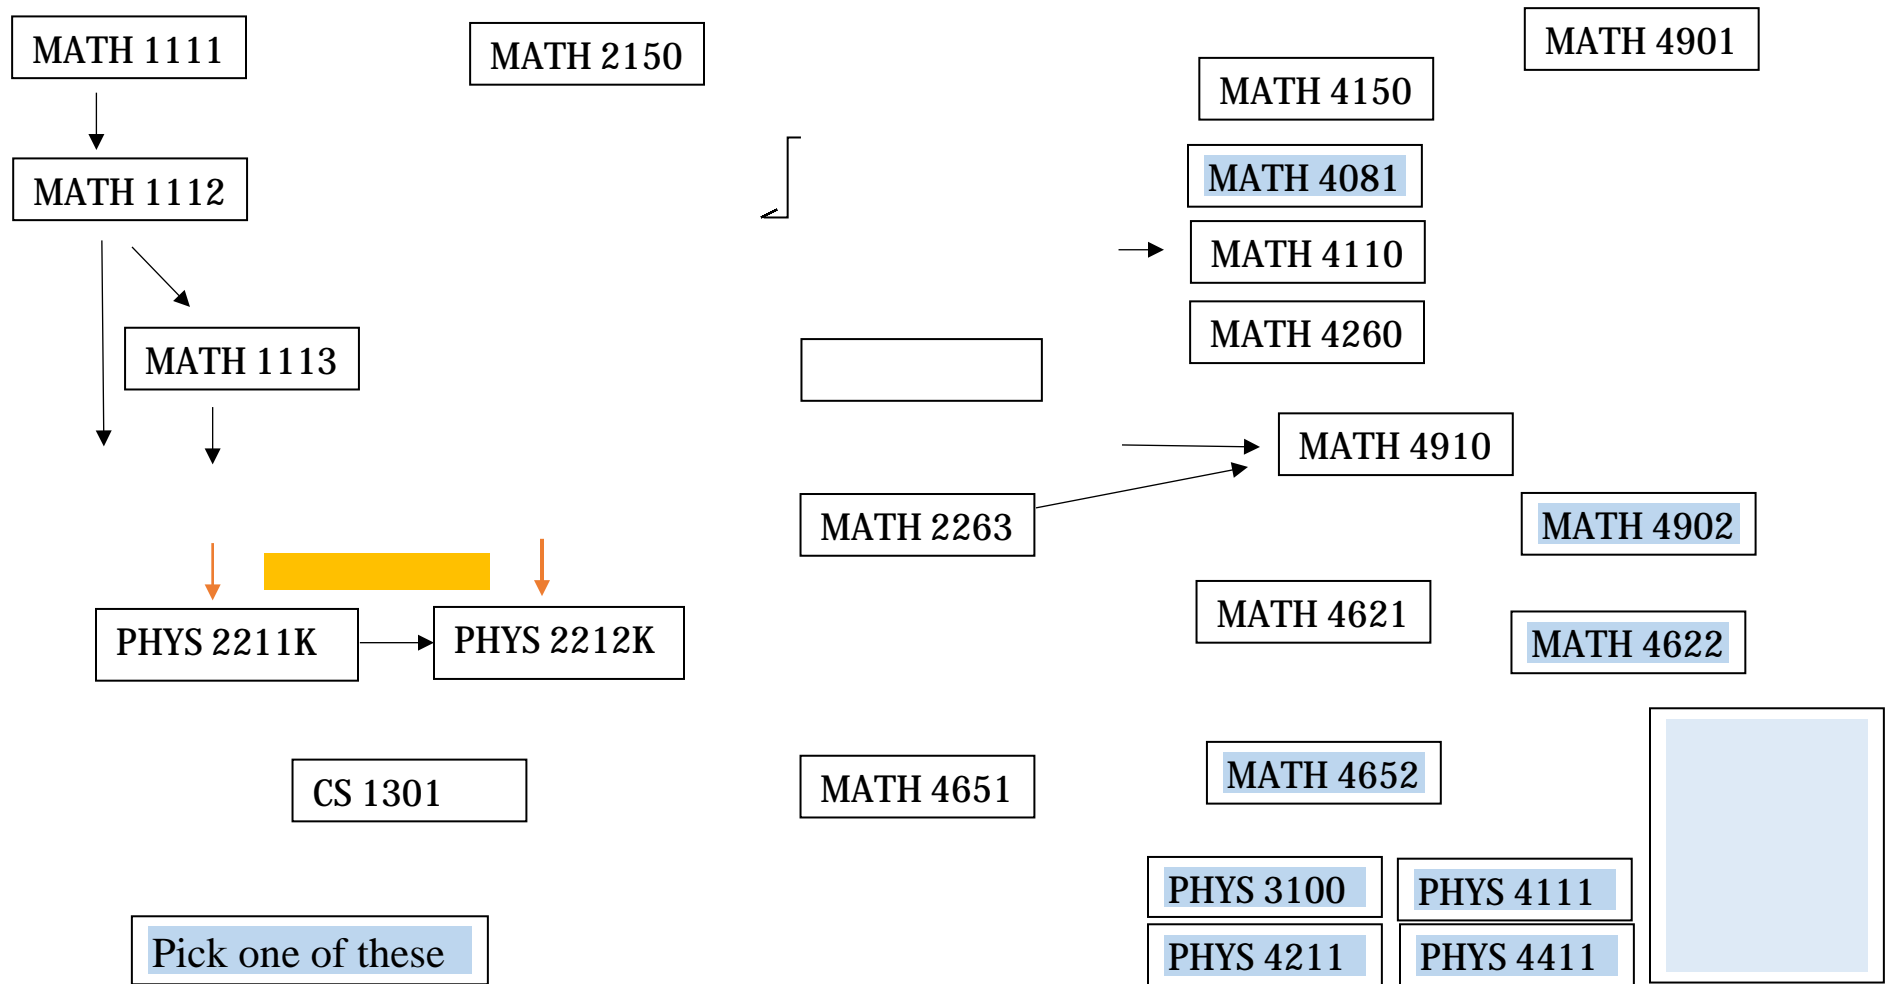 MATH 1111
MATH 2150
MATH 4901
MATH 4150
MATH 1112
MATH 4081
MATH 4110
MATH 1113
MATH 4260
MATH 4910
MATH 2263
MATH 4902
PHYS 2211K
PHYS 2212K
MATH 4621
MATH 4622
CS 1301
MATH 4651
MATH 4652
PHYS 3100
PHYS 4111
Pick one of these
PHYS 4211
PHYS 4411